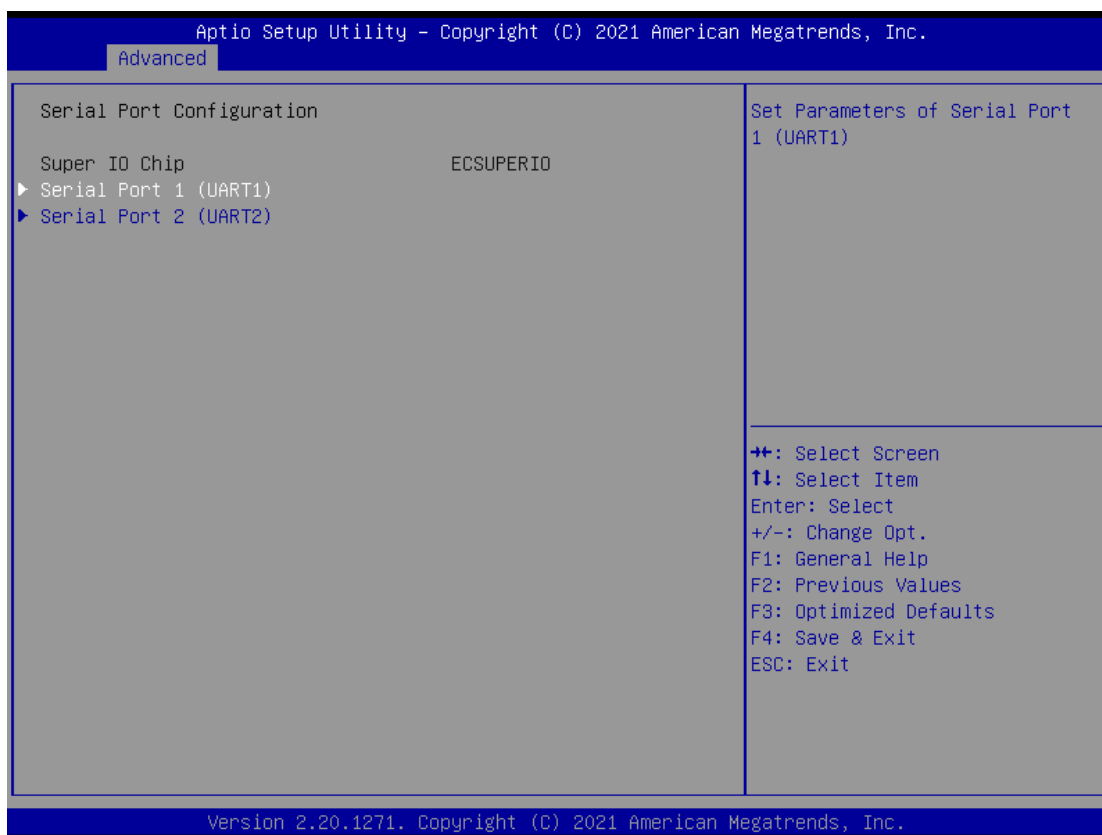 Aptio Setup Utility – Copyright (C) 2021 American Megatrends, Inc.
Advanced
Serial Port Configuration
Super IO Chip ECSUPERIO
▶ Serial Port 1 (UART1)
▶ Serial Port 2 (UART2)
Set Parameters of Serial Port
1 (UART1)
→←: Select Screen
↑↓: Select Item
Enter: Select
+/-: Change Opt.
F1: General Help
F2: Previous Values
F3: Optimized Defaults
F4: Save & Exit
ESC: Exit
Version 2.20.1271. Copyright (C) 2021 American Megatrends, Inc.